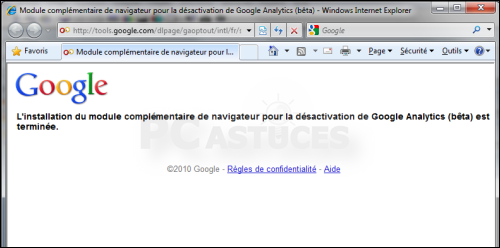 Module complémentaire de navigateur pour la désactivation de Google Analytics (bêta) - Windows Internet Explorer
http://tools.google.com/dlpage/gaoptout/intl/fr/
Google
Favoris
Module complémentaire de navigateur pour l...
Page
Sécurité
Outils
Google
L'installation du module complémentaire de navigateur pour la désactivation de Google Analytics (bêta) est
terminée.
PC
ASTUCES
©2010 Google - Règles de confidentialité - Aide